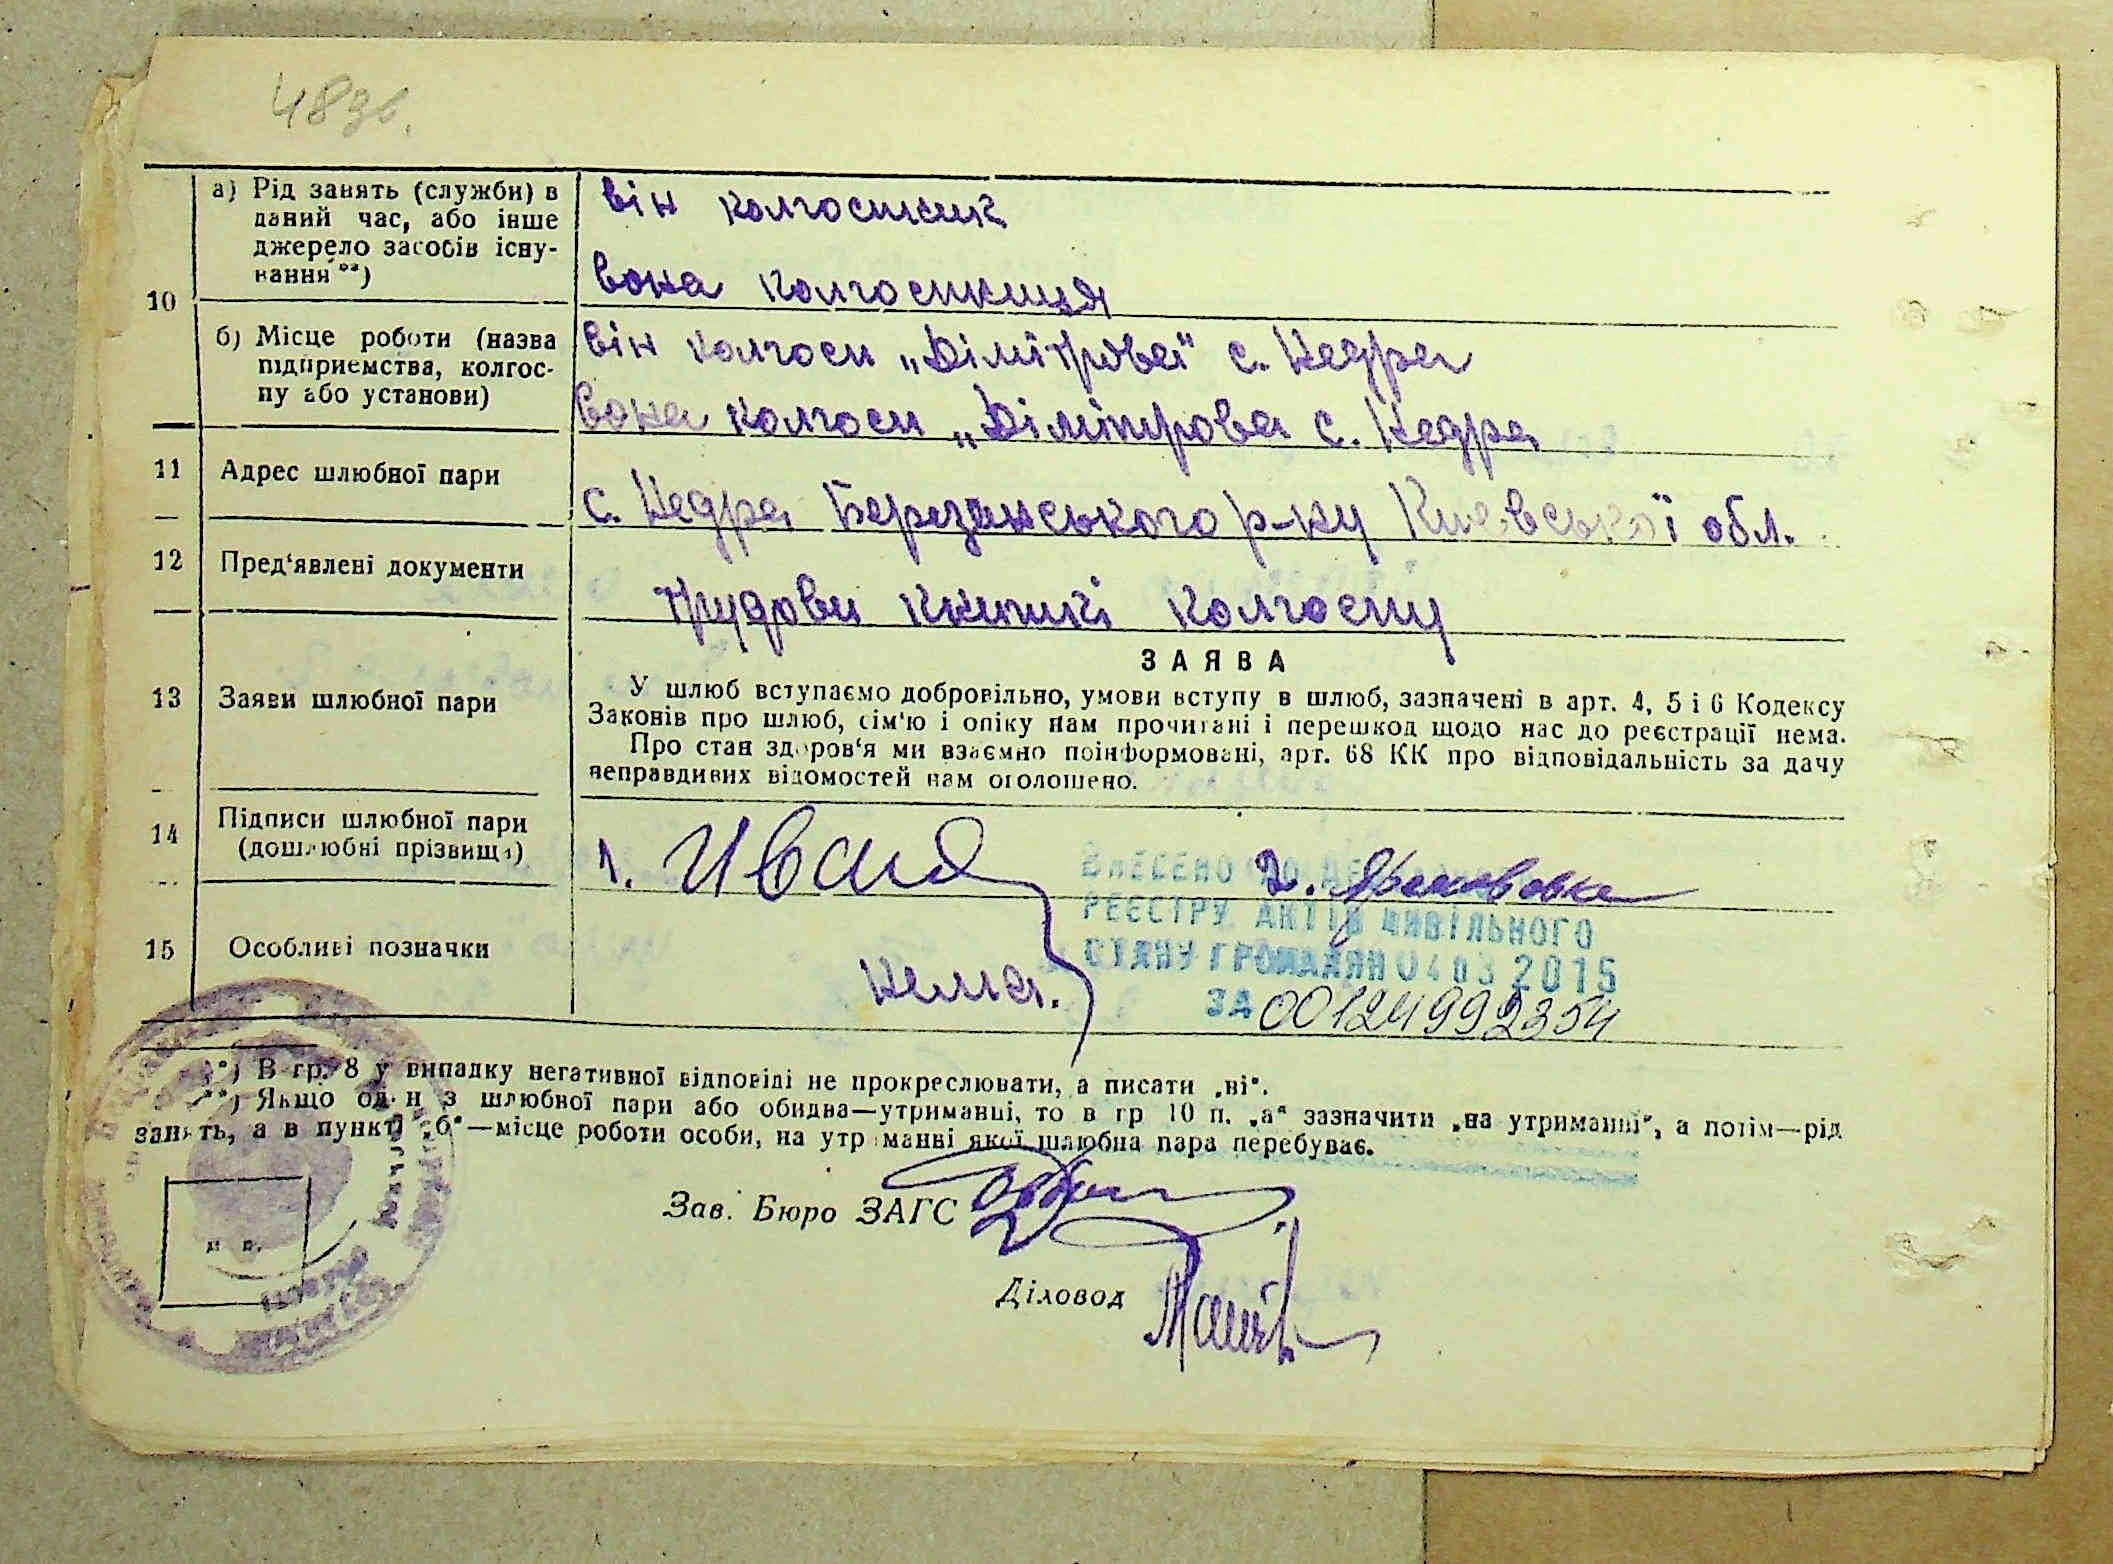 48зв.
10
а) Рід занять (служби) в
даний час, або інше
джерело засобів існу-
вання**)
він колгоспник
вона колгоспниця
б) Місце роботи (назва
підприємства, колгос-
пу або установи)
він колгосп „Дімітрова" с. Недра
вона колгосп „Дімітрова с. Недра
11 Адрес шлюбної пари
с. Недра Березанського р-ну Київської обл.
12 Пред'явлені документи
трудови книжкі колгоспу
13 Заяви шлюбної пари
ЗАЯВА
У шлюб вступаємо добровільно, умови вступу в шлюб, зазначені в арт. 4, 5 і 6 Кодексу
Законів про шлюб, сім'ю і опіку нам прочитані і перешкод щодо нас до реєстрації нема.
Про стан здоров'я ми взаємно поінформовані, арт. 68 КК про відповідальність за дачу
неправдивих відомостей нам оголошено.
14 Підписи шлюбної пари
(дошлюбні прізвища)
1.
2.
ВНЕСЕНО ДО
РЕЄСТРУ АКТІВ ЦИВІЛЬНОГО
СТАНУ ГРОМАДЯН 04 03 2015
ЗА 00124992354
15 Особливі позначки
нема.
*) В гр. 8 у випадку негативної відповіді не прокреслювати, а писати „ні".
**) Якщо один з шлюбної пари або обидва—утриманці, то в гр 10 п. „а" зазначити „на утриманні", а потім—рід
занять, а в пункті „б"—місце роботи особи, на утриманні якої шлюбна пара перебуває.
Зав. Бюро ЗАГС
Діловод